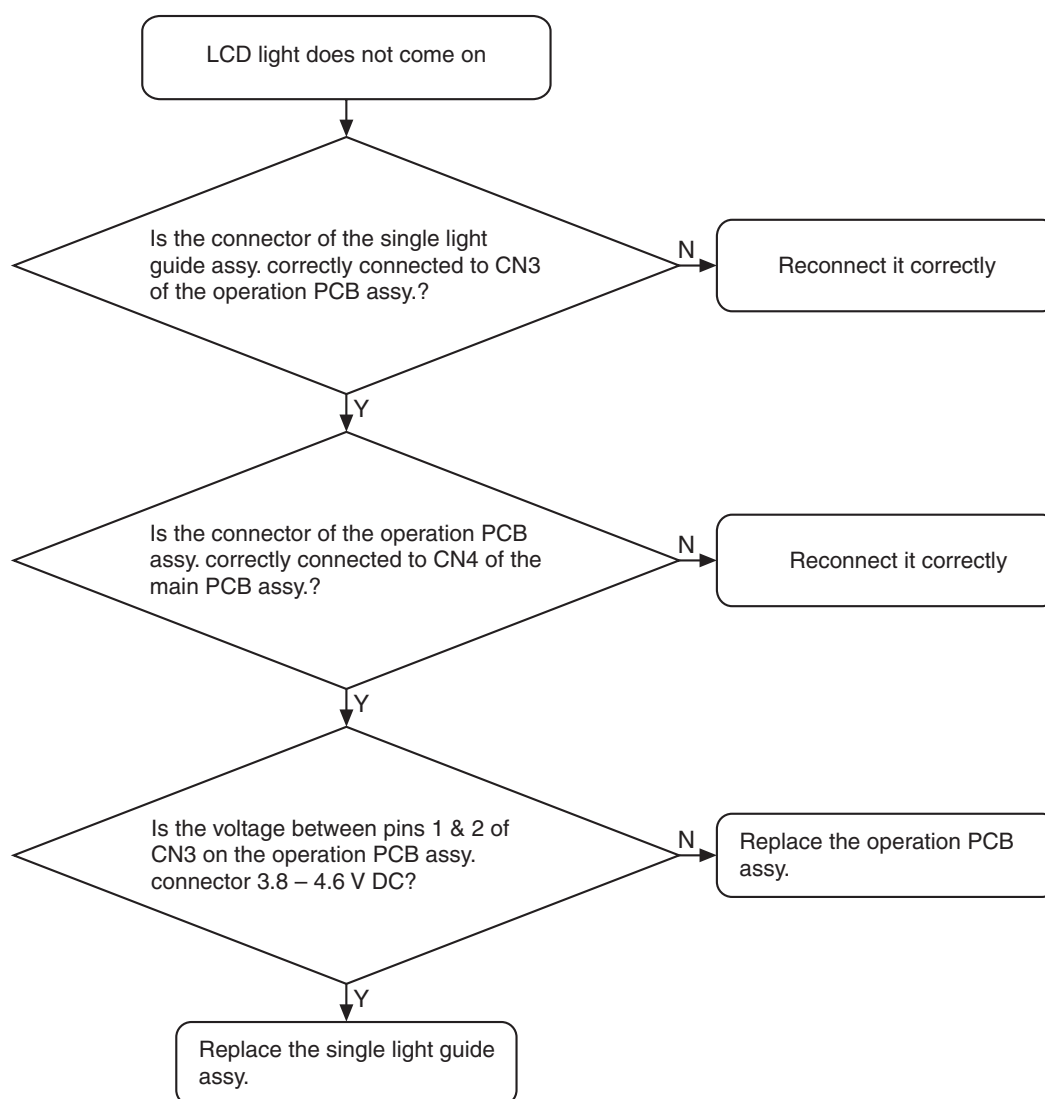 LCD light does not come on
Is the connector of the single light
guide assy. correctly connected to CN3
of the operation PCB assy.?
N
Reconnect it correctly
Y
Is the connector of the operation PCB
assy. correctly connected to CN4 of the
main PCB assy.?
N
Reconnect it correctly
Y
Is the voltage between pins 1 & 2 of
CN3 on the operation PCB assy.
connector 3.8 – 4.6 V DC?
N
Replace the operation PCB
assy.
Y
Replace the single light guide
assy.